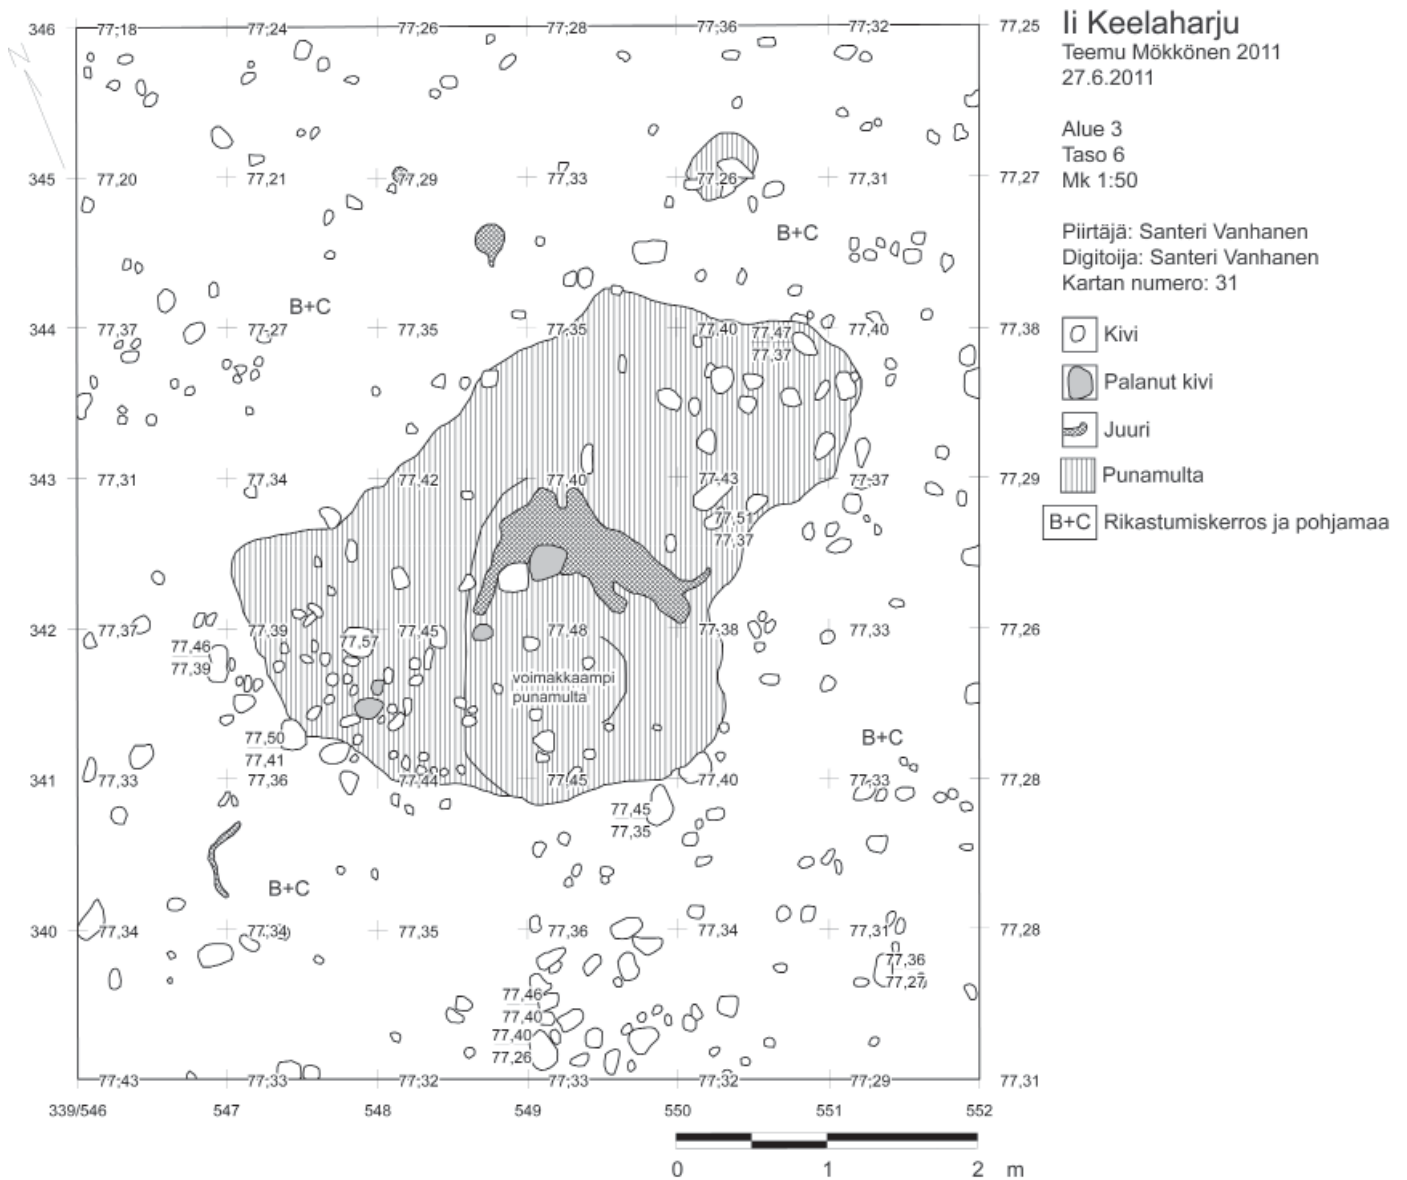 Ii Keelaharju
Teemu Mökkönen 2011
27.6.2011
Alue 3
Taso 6
Mk 1:50
Piirtäjä: Santeri Vanhanen
Digitoija: Santeri Vanhanen
Kartan numero: 31
Kivi
Palanut kivi
Juuri
Punamulta
B+C Rikastumiskerros ja pohjamaa
N
346 77,18 77,24 77,26 77,28 77,36 77,32 77,25
345 77,20 77,21 77,29 77,33 77,26 77,31 77,27
B+C
B+C
344 77,37 77,27 77,35 77,35 77,40 77,47 77,40 77,38
77,37
343 77,31 77,34 77,42 77,40 77,43 77,37 77,29
77,51
77,37
342 77,37 77,39 77,57 77,45 77,48 77,38 77,33 77,26
77,46
77,39
voimakkaampi
punamulta
77,50
77,41
B+C
341 77,33 77,36 77,44 77,45 77,40 77,33 77,28
77,45
77,35
B+C
340 77,34 77,34 77,35 77,36 77,34 77,31 77,28
77,36
77,27
77,46
77,40
77,40
77,26
77,43 77,33 77,32 77,33 77,32 77,29 77,31
339/546 547 548 549 550 551 552
0 1 2 m